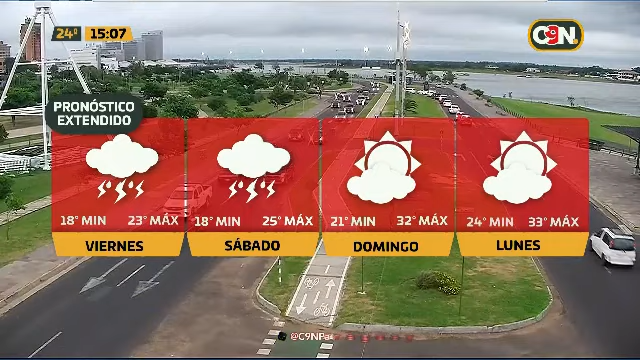 24° 15:07
C9N
PRONÓSTICO
EXTENDIDO
18° MIN 23° MÁX
18° MIN 25° MÁX
21° MIN 32° MÁX
24° MIN 33° MÁX
VIERNES
SÁBADO
DOMINGO
LUNES